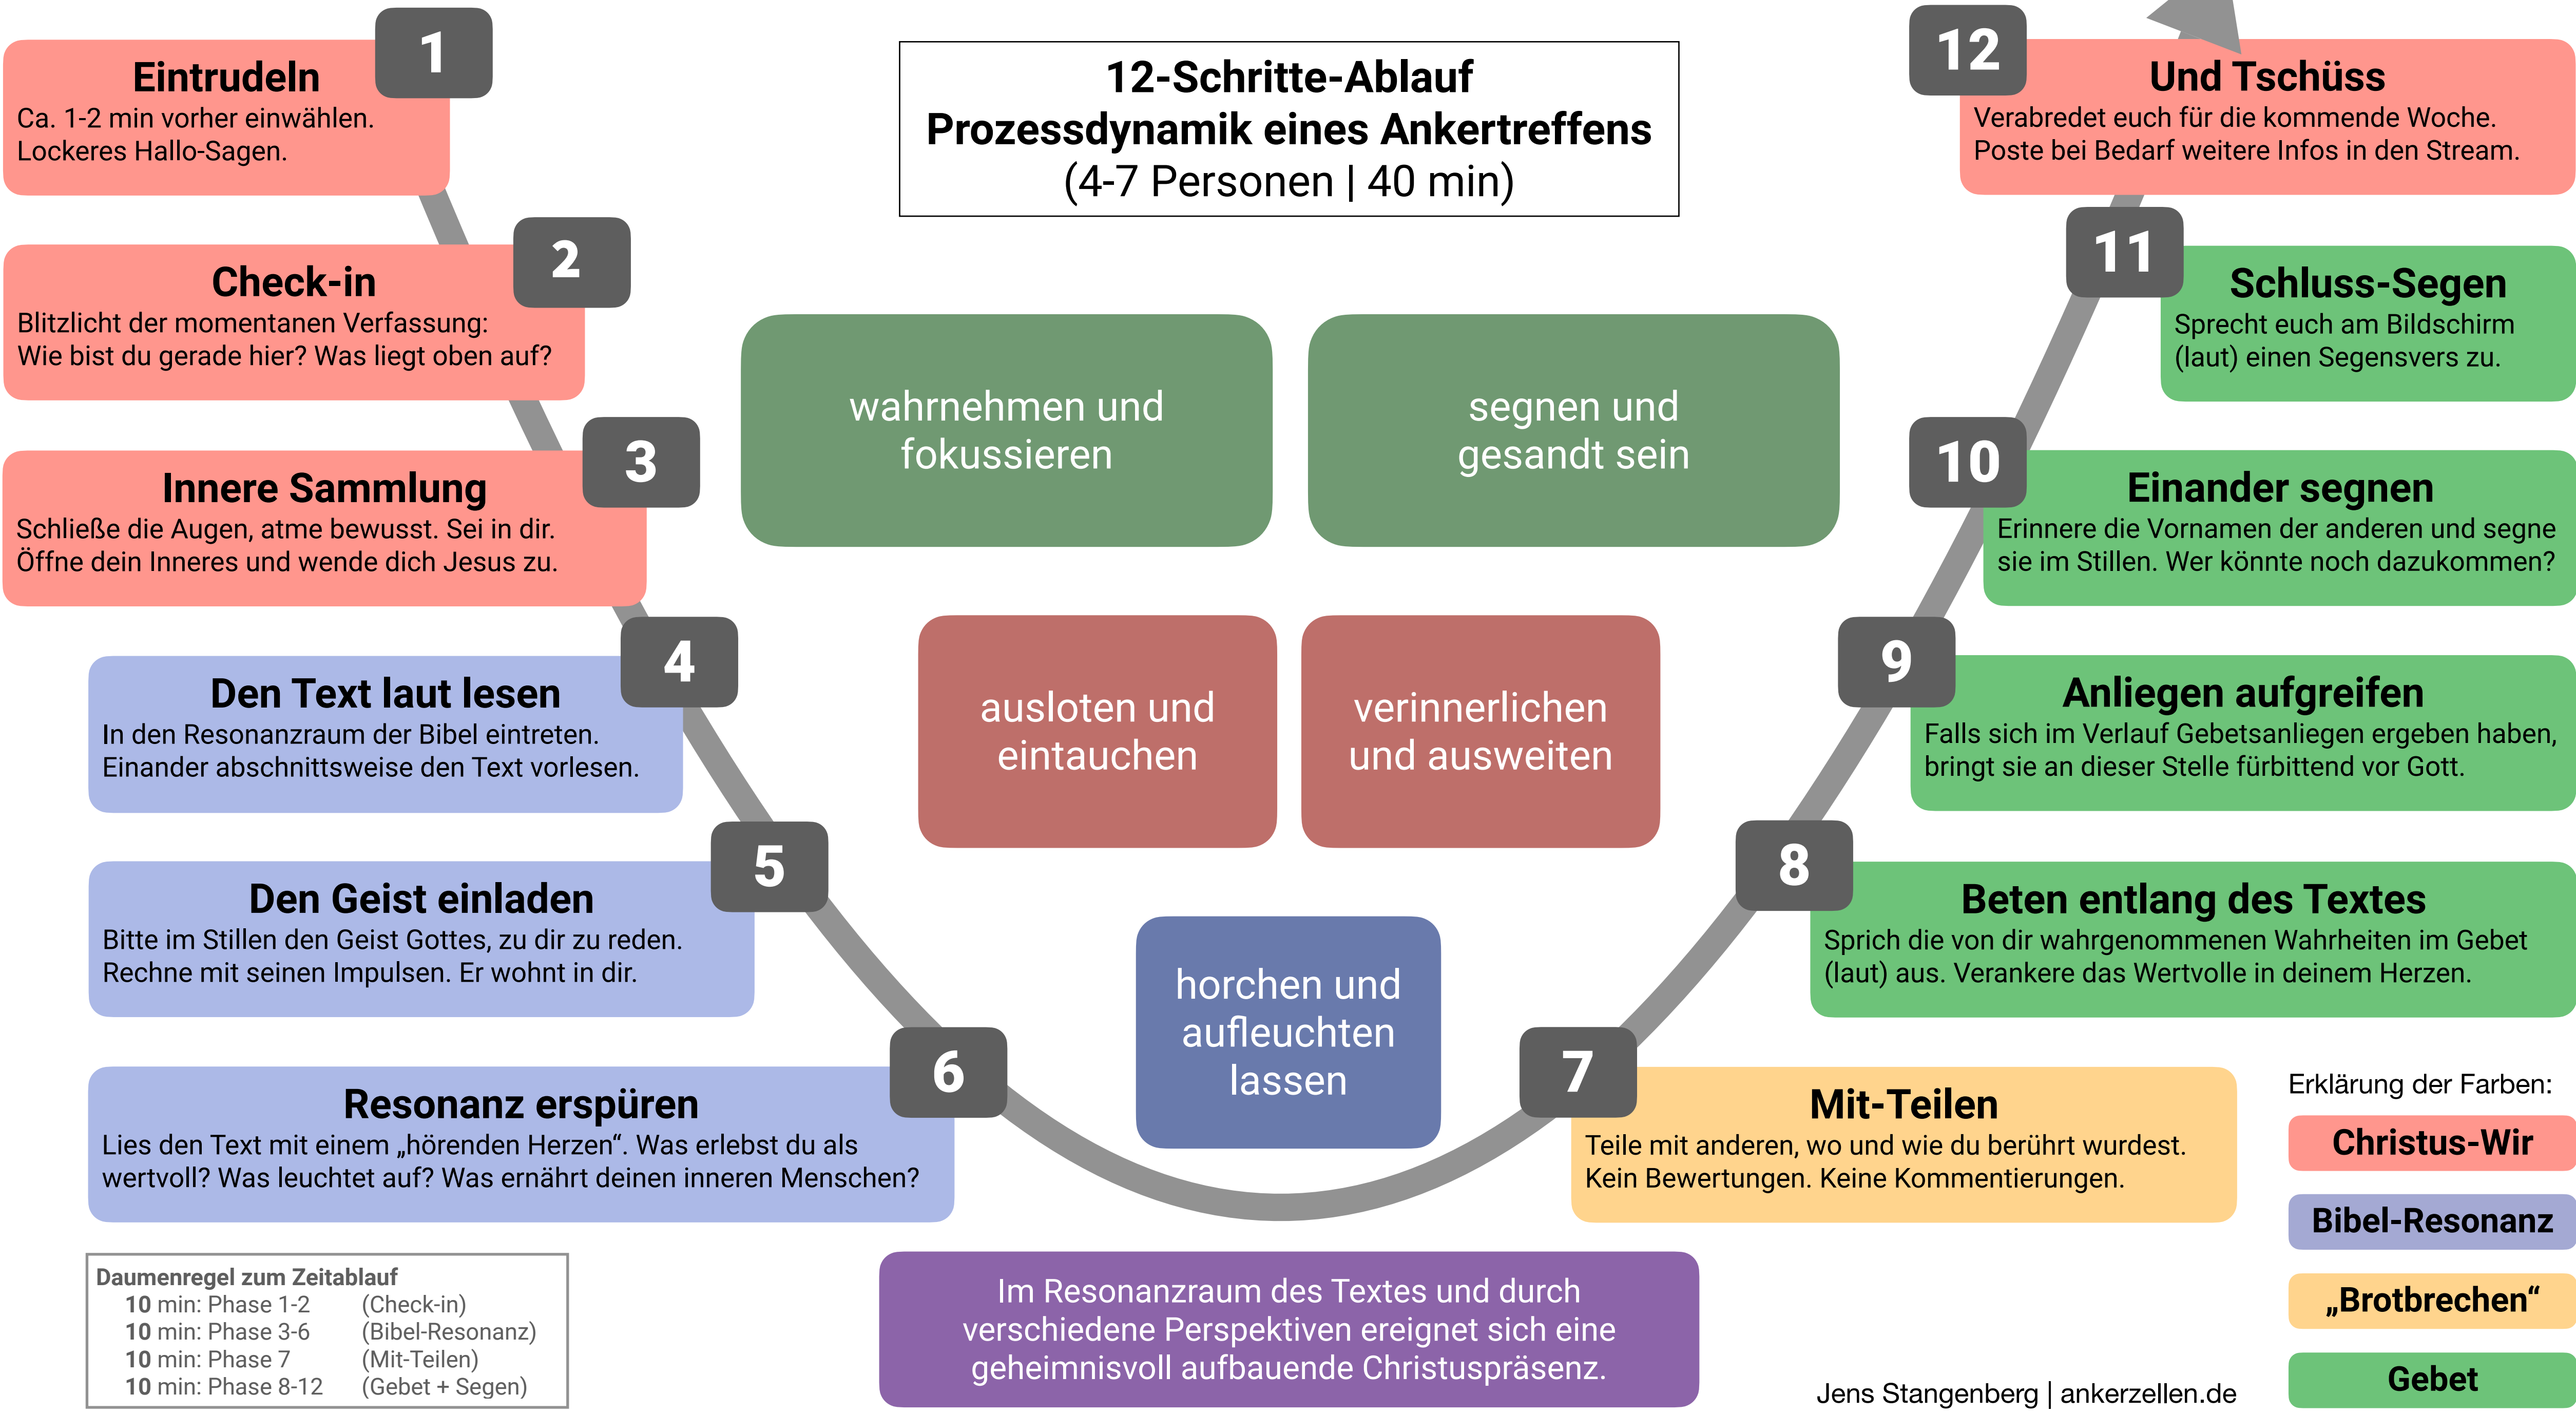 12-Schritte-Ablauf
Prozessdynamik eines Ankertreffens
(4-7 Personen | 40 min)
1
Eintrudeln
Ca. 1-2 min vorher einwählen.
Lockeres Hallo-Sagen.
2
Check-in
Blitzlicht der momentanen Verfassung:
Wie bist du gerade hier? Was liegt oben auf?
3
Innere Sammlung
Schließe die Augen, atme bewusst. Sei in dir.
Öffne dein Inneres und wende dich Jesus zu.
4
Den Text laut lesen
In den Resonanzraum der Bibel eintreten.
Einander abschnittsweise den Text vorlesen.
5
Den Geist einladen
Bitte im Stillen den Geist Gottes, zu dir zu reden.
Rechne mit seinen Impulsen. Er wohnt in dir.
6
Resonanz erspüren
Lies den Text mit einem „hörenden Herzen“. Was erlebst du als
wertvoll? Was leuchtet auf? Was ernährt deinen inneren Menschen?
7
Mit-Teilen
Teile mit anderen, wo und wie du berührt wurdest.
Kein Bewertungen. Keine Kommentierungen.
8
Beten entlang des Textes
Sprich die von dir wahrgenommenen Wahrheiten im Gebet
(laut) aus. Verankere das Wertvolle in deinem Herzen.
9
Anliegen aufgreifen
Falls sich im Verlauf Gebetsanliegen ergeben haben,
bringt sie an dieser Stelle fürbittend vor Gott.
10
Einander segnen
Erinnere die Vornamen der anderen und segne
sie im Stillen. Wer könnte noch dazukommen?
11
Schluss-Segen
Sprecht euch am Bildschirm
(laut) einen Segensvers zu.
12
Und Tschüss
Verabredet euch für die kommende Woche.
Poste bei Bedarf weitere Infos in den Stream.
wahrnehmen und
fokussieren
segnen und
gesandt sein
ausloten und
eintauchen
verinnerlichen
und ausweiten
horchen und
aufleuchten
lassen
Im Resonanzraum des Textes und durch
verschiedene Perspektiven ereignet sich eine
geheimnisvoll aufbauende Christuspräsenz.
Daumenregel zum Zeitablauf
10 min: Phase 1-2 (Check-in)
10 min: Phase 3-6 (Bibel-Resonanz)
10 min: Phase 7 (Mit-Teilen)
10 min: Phase 8-12 (Gebet + Segen)
Erklärung der Farben:
Christus-Wir
Bibel-Resonanz
„Brotbrechen“
Gebet
Jens Stangenberg | ankerzellen.de